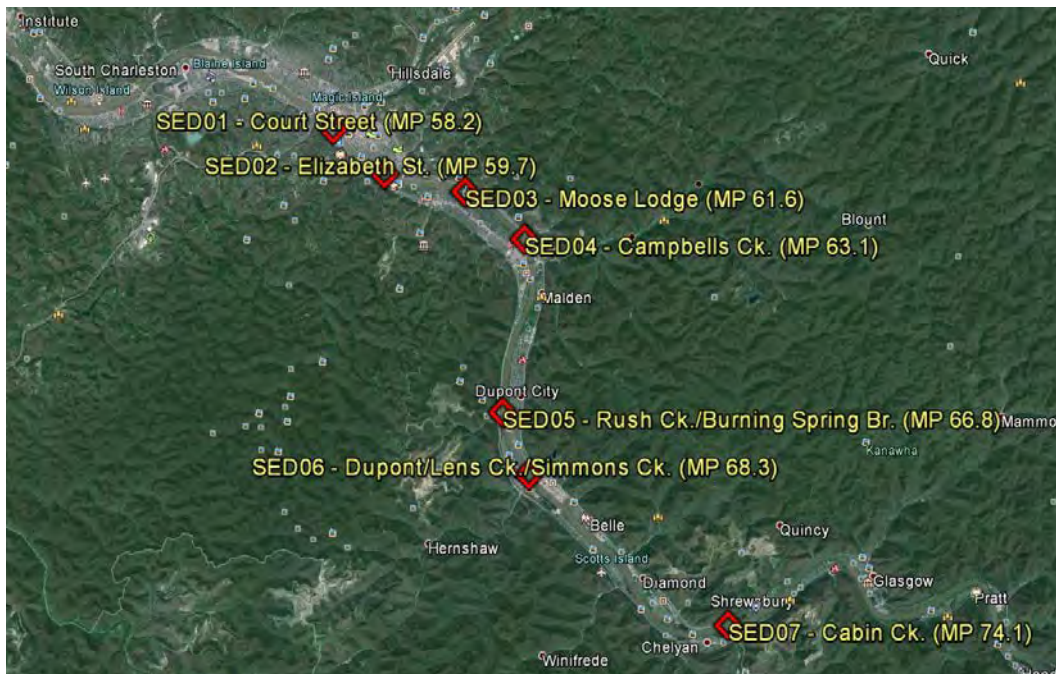 Institute
South Charleston
Blaine Island
Wilson Island
Hillsdale
Quick
Magic Island
SED01 - Court Street (MP 58.2)
SED02 - Elizabeth St. (MP 59.7)
SED03 - Moose Lodge (MP 61.6)
Blount
SED04 - Campbells Ck. (MP 63.1)
Malden
Dupont City
SED05 - Rush Ck./Burning Spring Br. (MP 66.8)
Mammo
Kanawha
SED06 - Dupont/Lens Ck./Simmons Ck. (MP 68.3)
Belle
Quincy
Hernshaw
Scotts Island
Diamond
Glasgow
Shrewsbury
Pratt
SED07 - Cabin Ck. (MP 74.1)
Chelyan
Winifrede